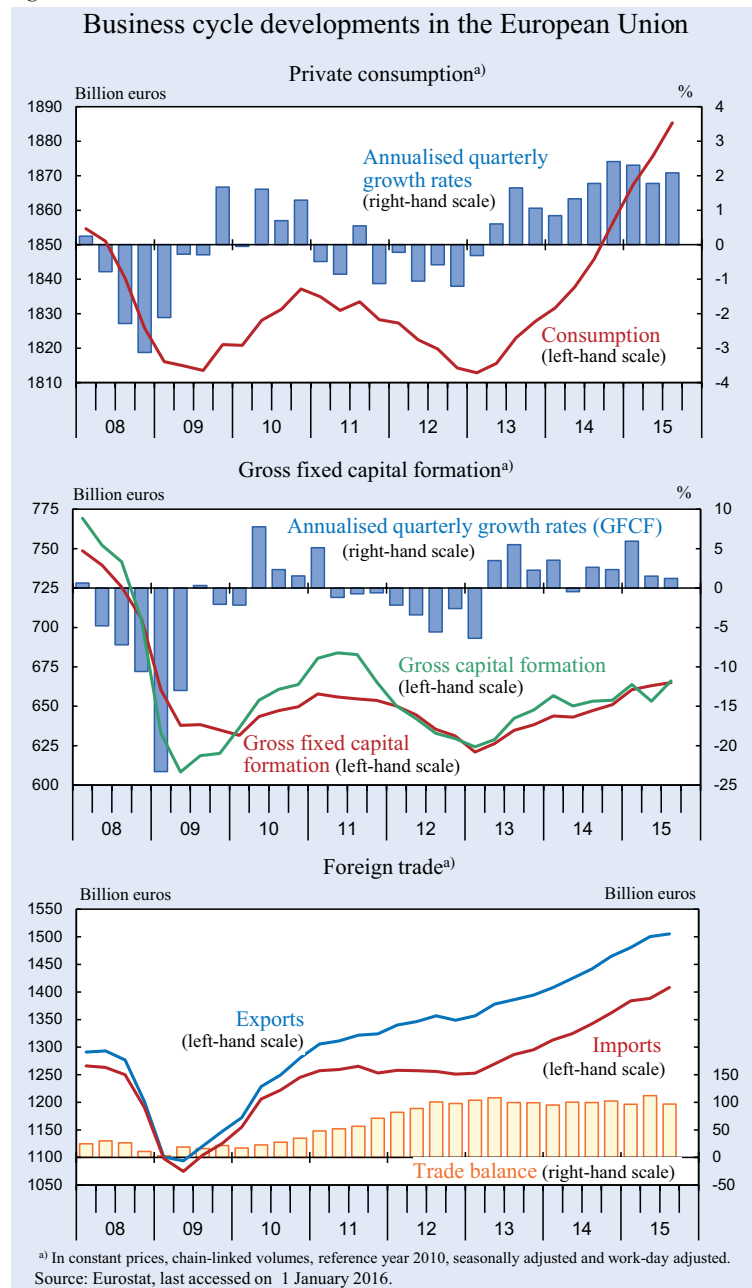 Business cycle developments in the European Union
Private consumptionᵃ⁾
Billion euros %
1890 4
1880 3
1870 2
1860 1
1850 0
1840 -1
1830 -2
1820 -3
1810 -4
Annualised quarterly
growth rates
(right-hand scale)
Consumption
(left-hand scale)
08 09 10 11 12 13 14 15
Gross fixed capital formationᵃ⁾
Billion euros %
775 10
750 5
725 0
700 -5
675 -10
650 -15
625 -20
600 -25
Annualised quarterly growth rates (GFCF)
(right-hand scale)
Gross capital formation
(left-hand scale)
Gross fixed capital
formation (left-hand scale)
08 09 10 11 12 13 14 15
Foreign tradeᵃ⁾
Billion euros Billion euros
1550
1500
1450
1400
1350
1300
1250 150
1200 100
1150 50
1100 0
1050 -50
Exports
(left-hand scale)
Imports
(left-hand scale)
Trade balance (right-hand scale)
08 09 10 11 12 13 14 15
ᵃ⁾ In constant prices, chain-linked volumes, reference year 2010, seasonally adjusted and work-day adjusted.
Source: Eurostat, last accessed on 1 January 2016.